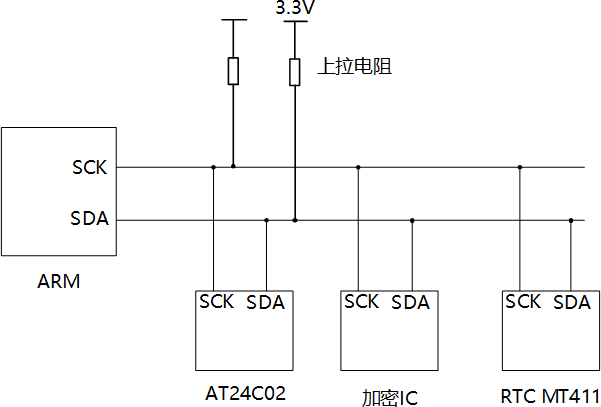 3.3V
上拉电阻
SCK
SDA
ARM
SCK SDA
SCK SDA
SCK SDA
AT24C02
加密IC
RTC MT411